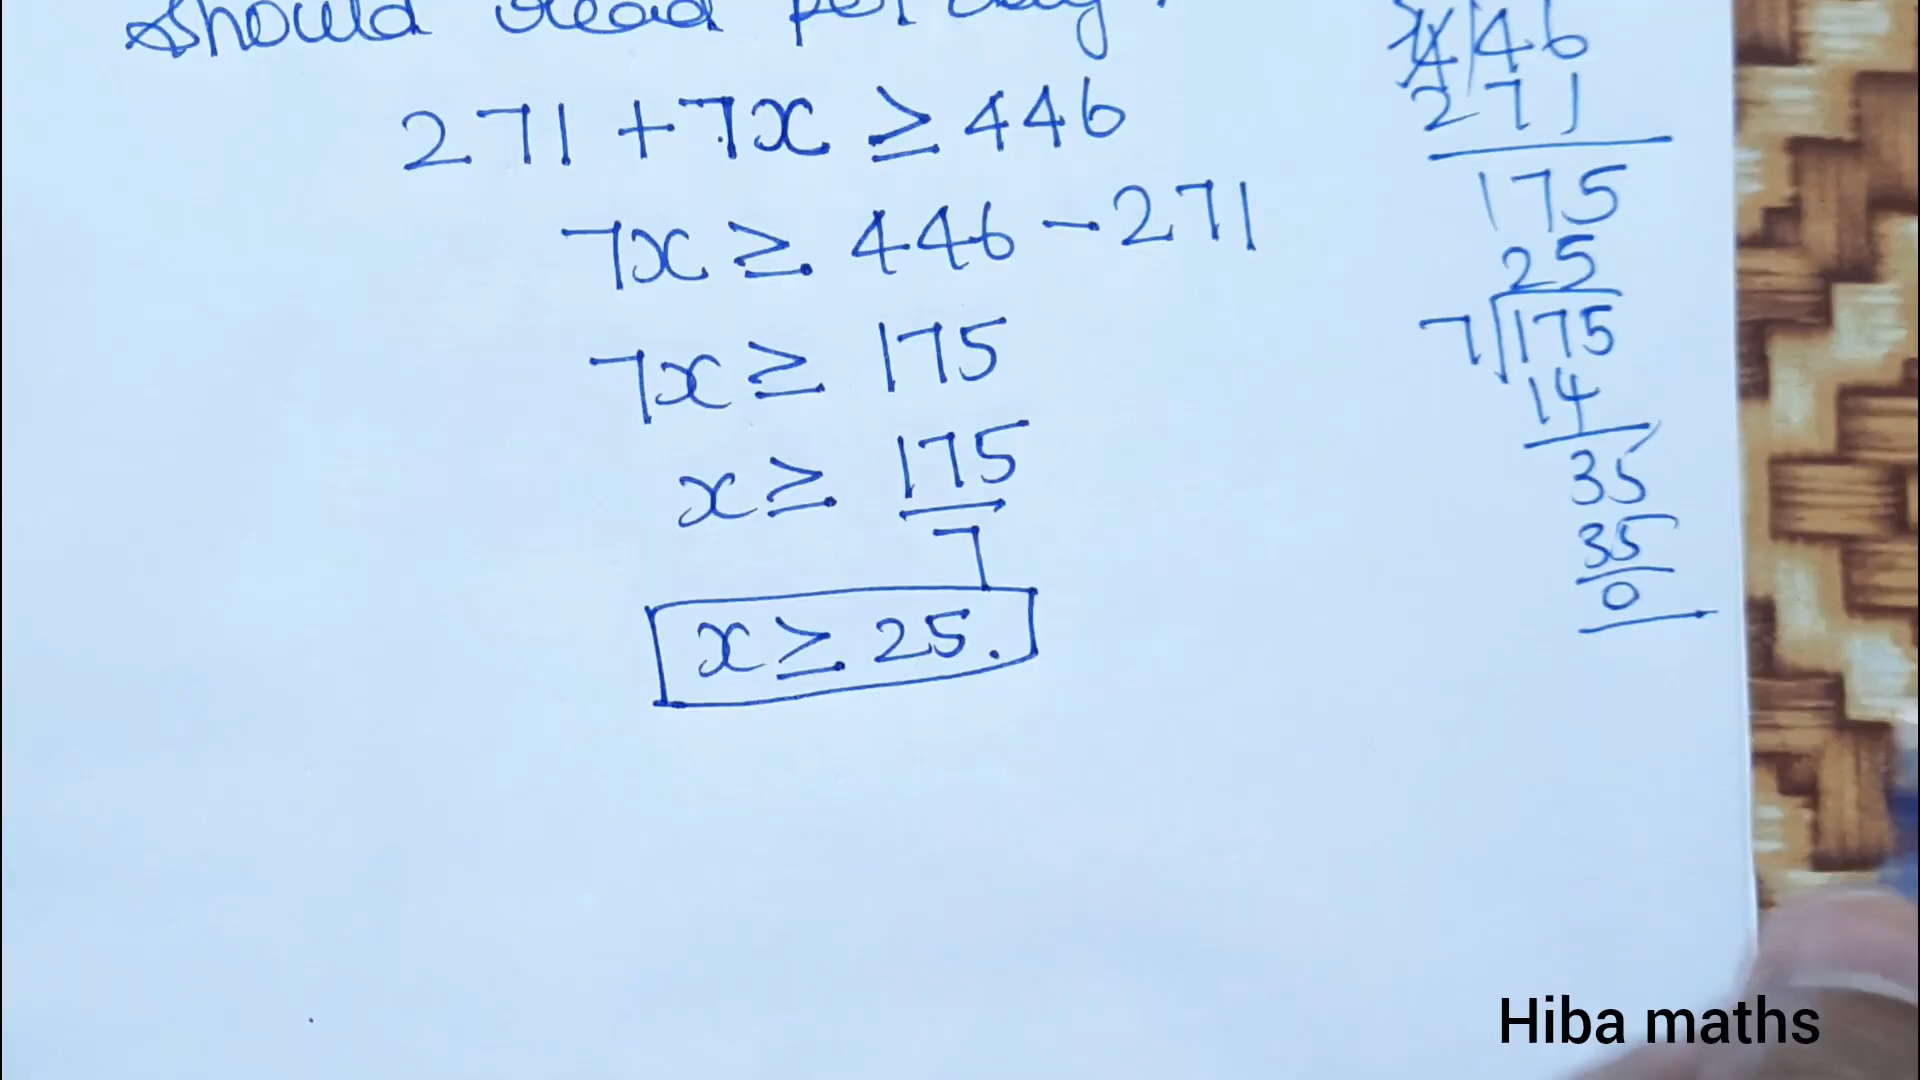 should read per day?
271 + 7x ≥ 446
7x ≥ 446 - 271
7x ≥ 175
x ≥ 175
7
x ≥ 25.
446
271
175
25
7 175
14
35
35
0
Hiba maths